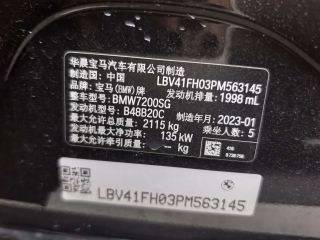 华晨宝马汽车有限公司制造
制造国: 中国 LBV41FH03PM563145
品牌: 宝马(BMW)牌 发动机排量: 1998 mL
整车型号: BMW7200SG
发动机型号: B48B20C
最大允许总质量: 2115 kg 制造年月: 2023-01
发动机最大净功率: 135 kW 乘坐人数: 5
最大允许牵引质量: -- kg
LBV41FH03PM563145